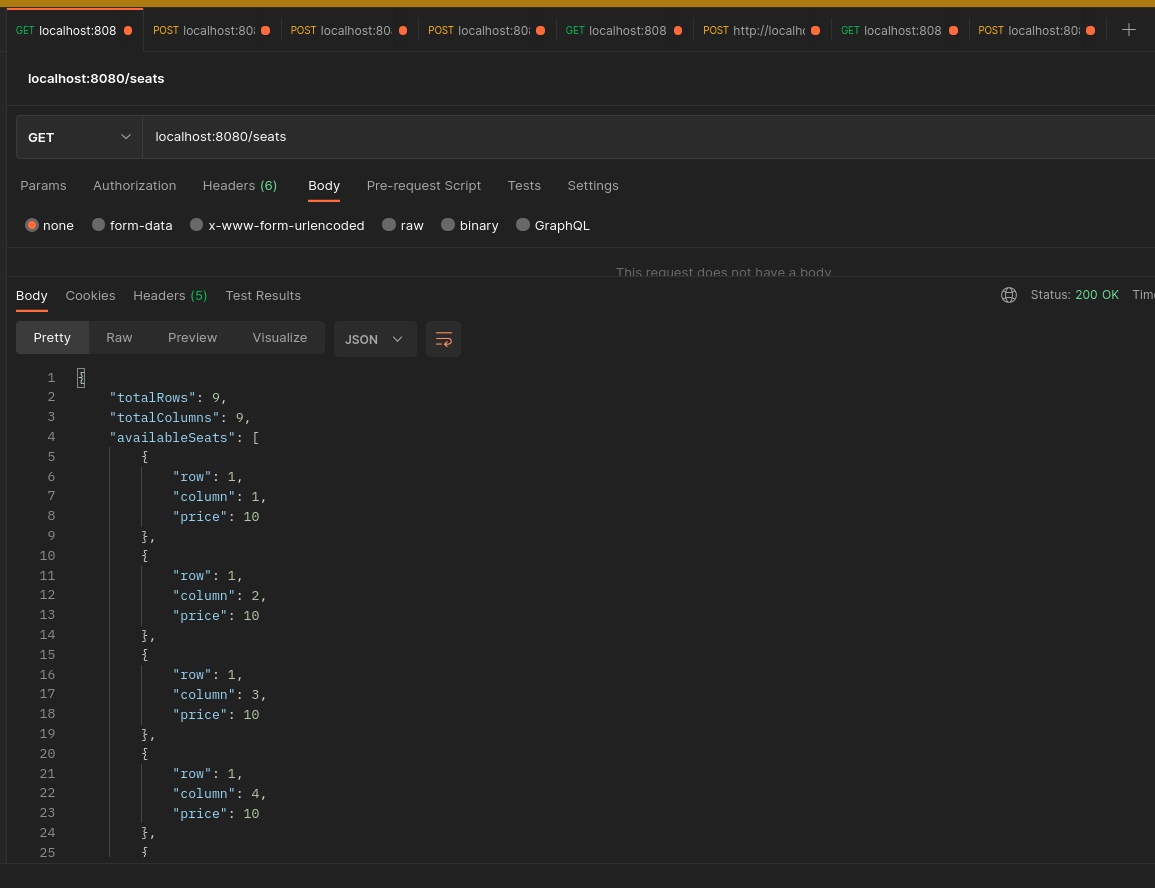 GET localhost:808 POST localhost:80 POST localhost:80 POST localhost:80 GET localhost:808 POST http://localh GET localhost:808 POST localhost:80
localhost:8080/seats
GET localhost:8080/seats
Params Authorization Headers (6) Body Pre-request Script Tests Settings
none form-data x-www-form-urlencoded raw binary GraphQL
This request does not have a body
Body Cookies Headers (5) Test Results Status: 200 OK Tim
Pretty Raw Preview Visualize JSON
1 {
2 "totalRows": 9,
3 "totalColumns": 9,
4 "availableSeats": [
5 {
6 "row": 1,
7 "column": 1,
8 "price": 10
9 },
10 {
11 "row": 1,
12 "column": 2,
13 "price": 10
14 },
15 {
16 "row": 1,
17 "column": 3,
18 "price": 10
19 },
20 {
21 "row": 1,
22 "column": 4,
23 "price": 10
24 },
25 {